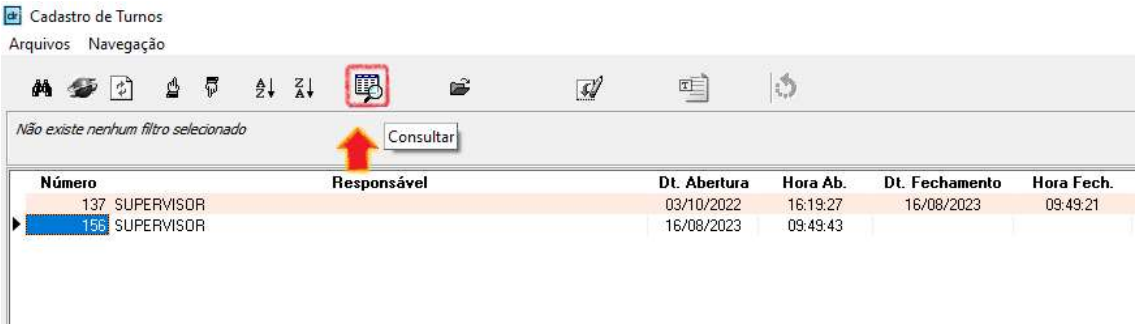 Cadastro de Turnos
Arquivos Navegação
Não existe nenhum filtro selecionado
Consultar
Número Responsável Dt. Abertura Hora Ab. Dt. Fechamento Hora Fech.
137 SUPERVISOR 03/10/2022 16:19:27 16/08/2023 09:49:21
156 SUPERVISOR 16/08/2023 09:49:43